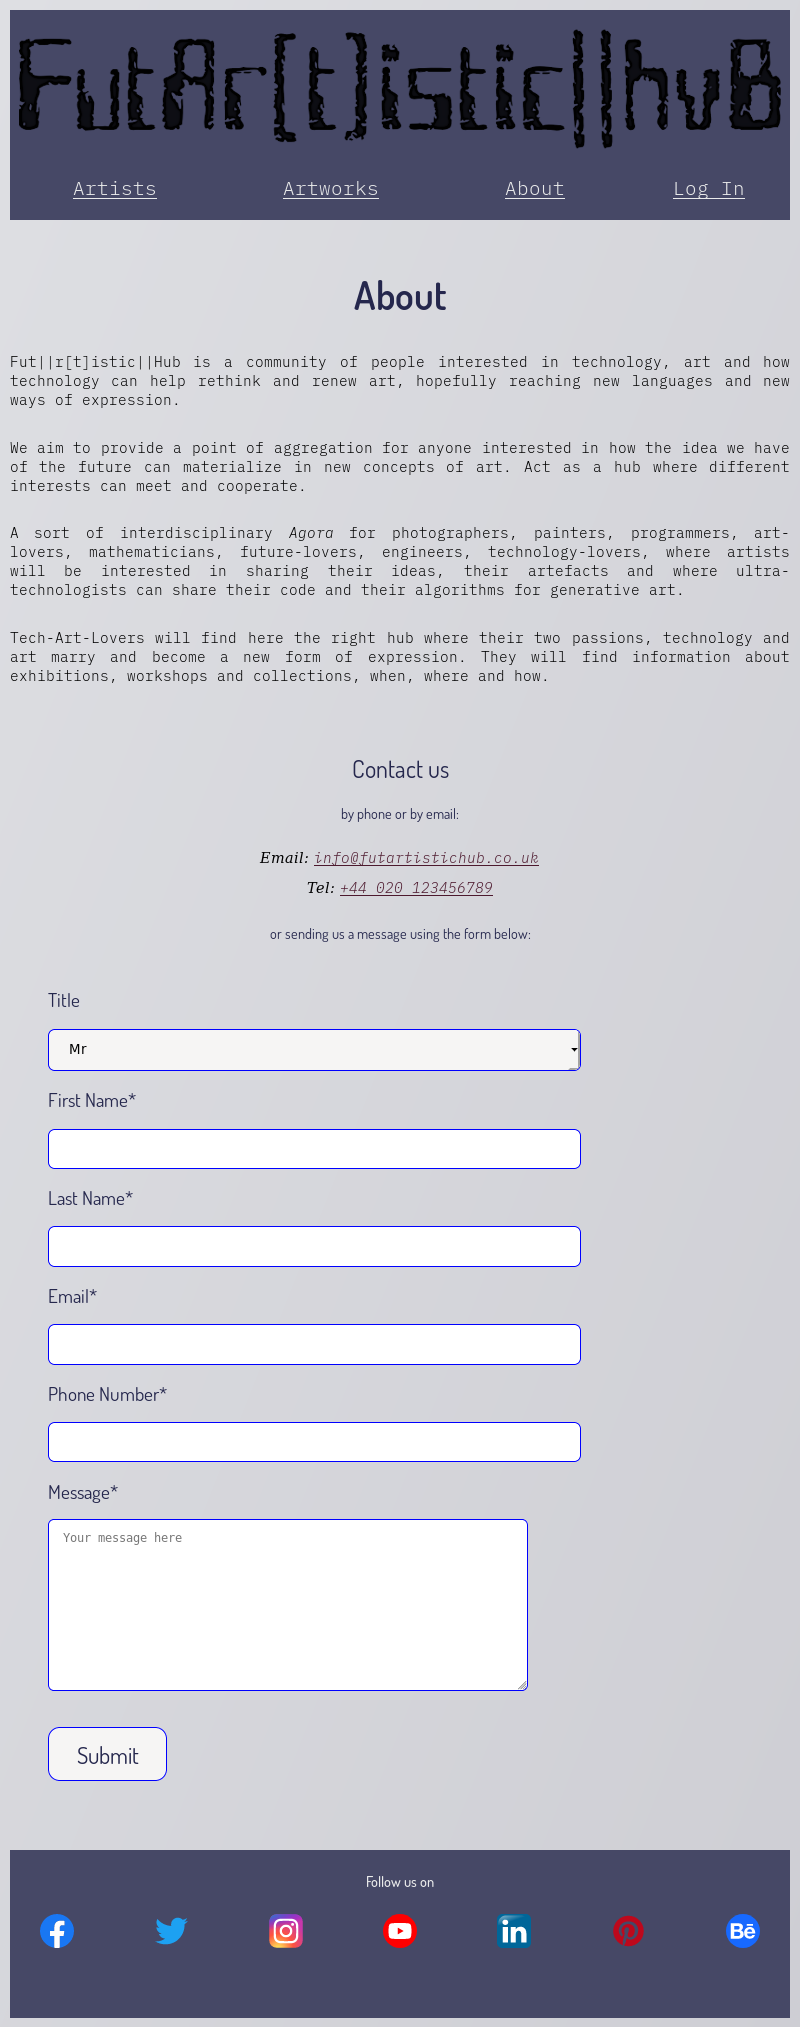 FutAr[t]istic||huB
Artists Artworks About Log In
About
Fut||r[t]istic||Hub is a community of people interested in technology, art and how
technology can help rethink and renew art, hopefully reaching new languages and new
ways of expression.
We aim to provide a point of aggregation for anyone interested in how the idea we have
of the future can materialize in new concepts of art. Act as a hub where different
interests can meet and cooperate.
A sort of interdisciplinary Agora for photographers, painters, programmers, art-
lovers, mathematicians, future-lovers, engineers, technology-lovers, where artists
will be interested in sharing their ideas, their artefacts and where ultra-
technologists can share their code and their algorithms for generative art.
Tech-Art-Lovers will find here the right hub where their two passions, technology and
art marry and become a new form of expression. They will find information about
exhibitions, workshops and collections, when, where and how.
Contact us
by phone or by email:
Email: info@futartistichub.co.uk
Tel: +44 020 123456789
or sending us a message using the form below:
Title
Mr
First Name*
Last Name*
Email*
Phone Number*
Message*
Your message here
Submit
Follow us on
in Bē